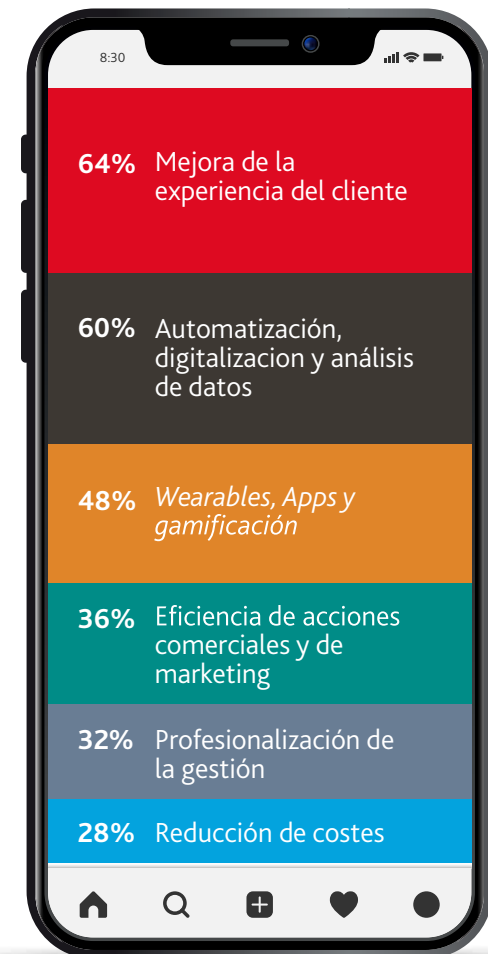 8:30
64% Mejora de la
experiencia del cliente
60% Automatización,
digitalizacion y análisis
de datos
48% Wearables, Apps y
gamificación
36% Eficiencia de acciones
comerciales y de
marketing
32% Profesionalización de
la gestión
28% Reducción de costes